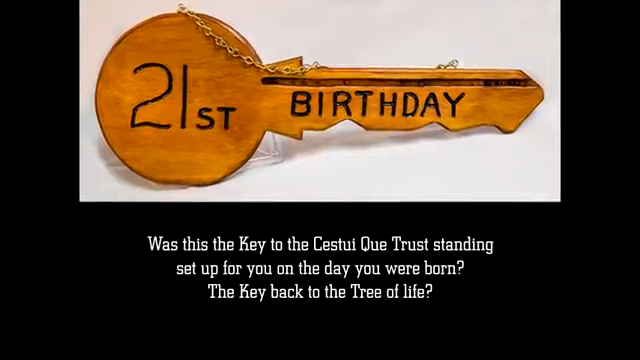 21ST BIRTHDAY
Was this the Key to the Cestui Que Trust standing
set up for you on the day you were born?
The Key back to the Tree of life?